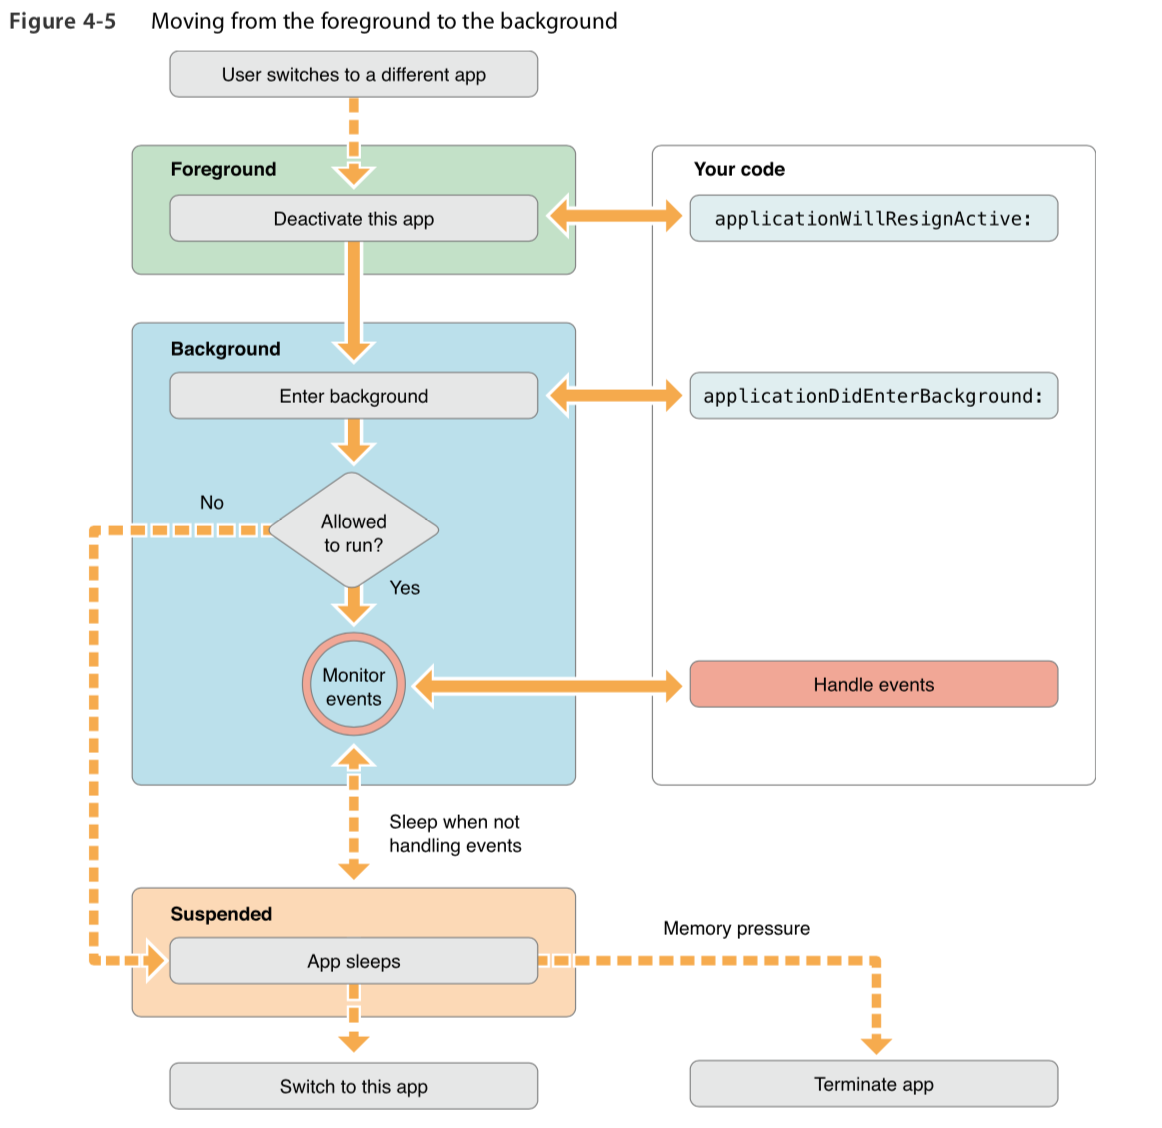 Figure 4-5 Moving from the foreground to the background
User switches to a different app
Foreground
Deactivate this app
Your code
applicationWillResignActive:
Background
Enter background
applicationDidEnterBackground:
No
Allowed
to run?
Yes
Monitor
events
Handle events
Sleep when not
handling events
Suspended
App sleeps
Memory pressure
Switch to this app
Terminate app